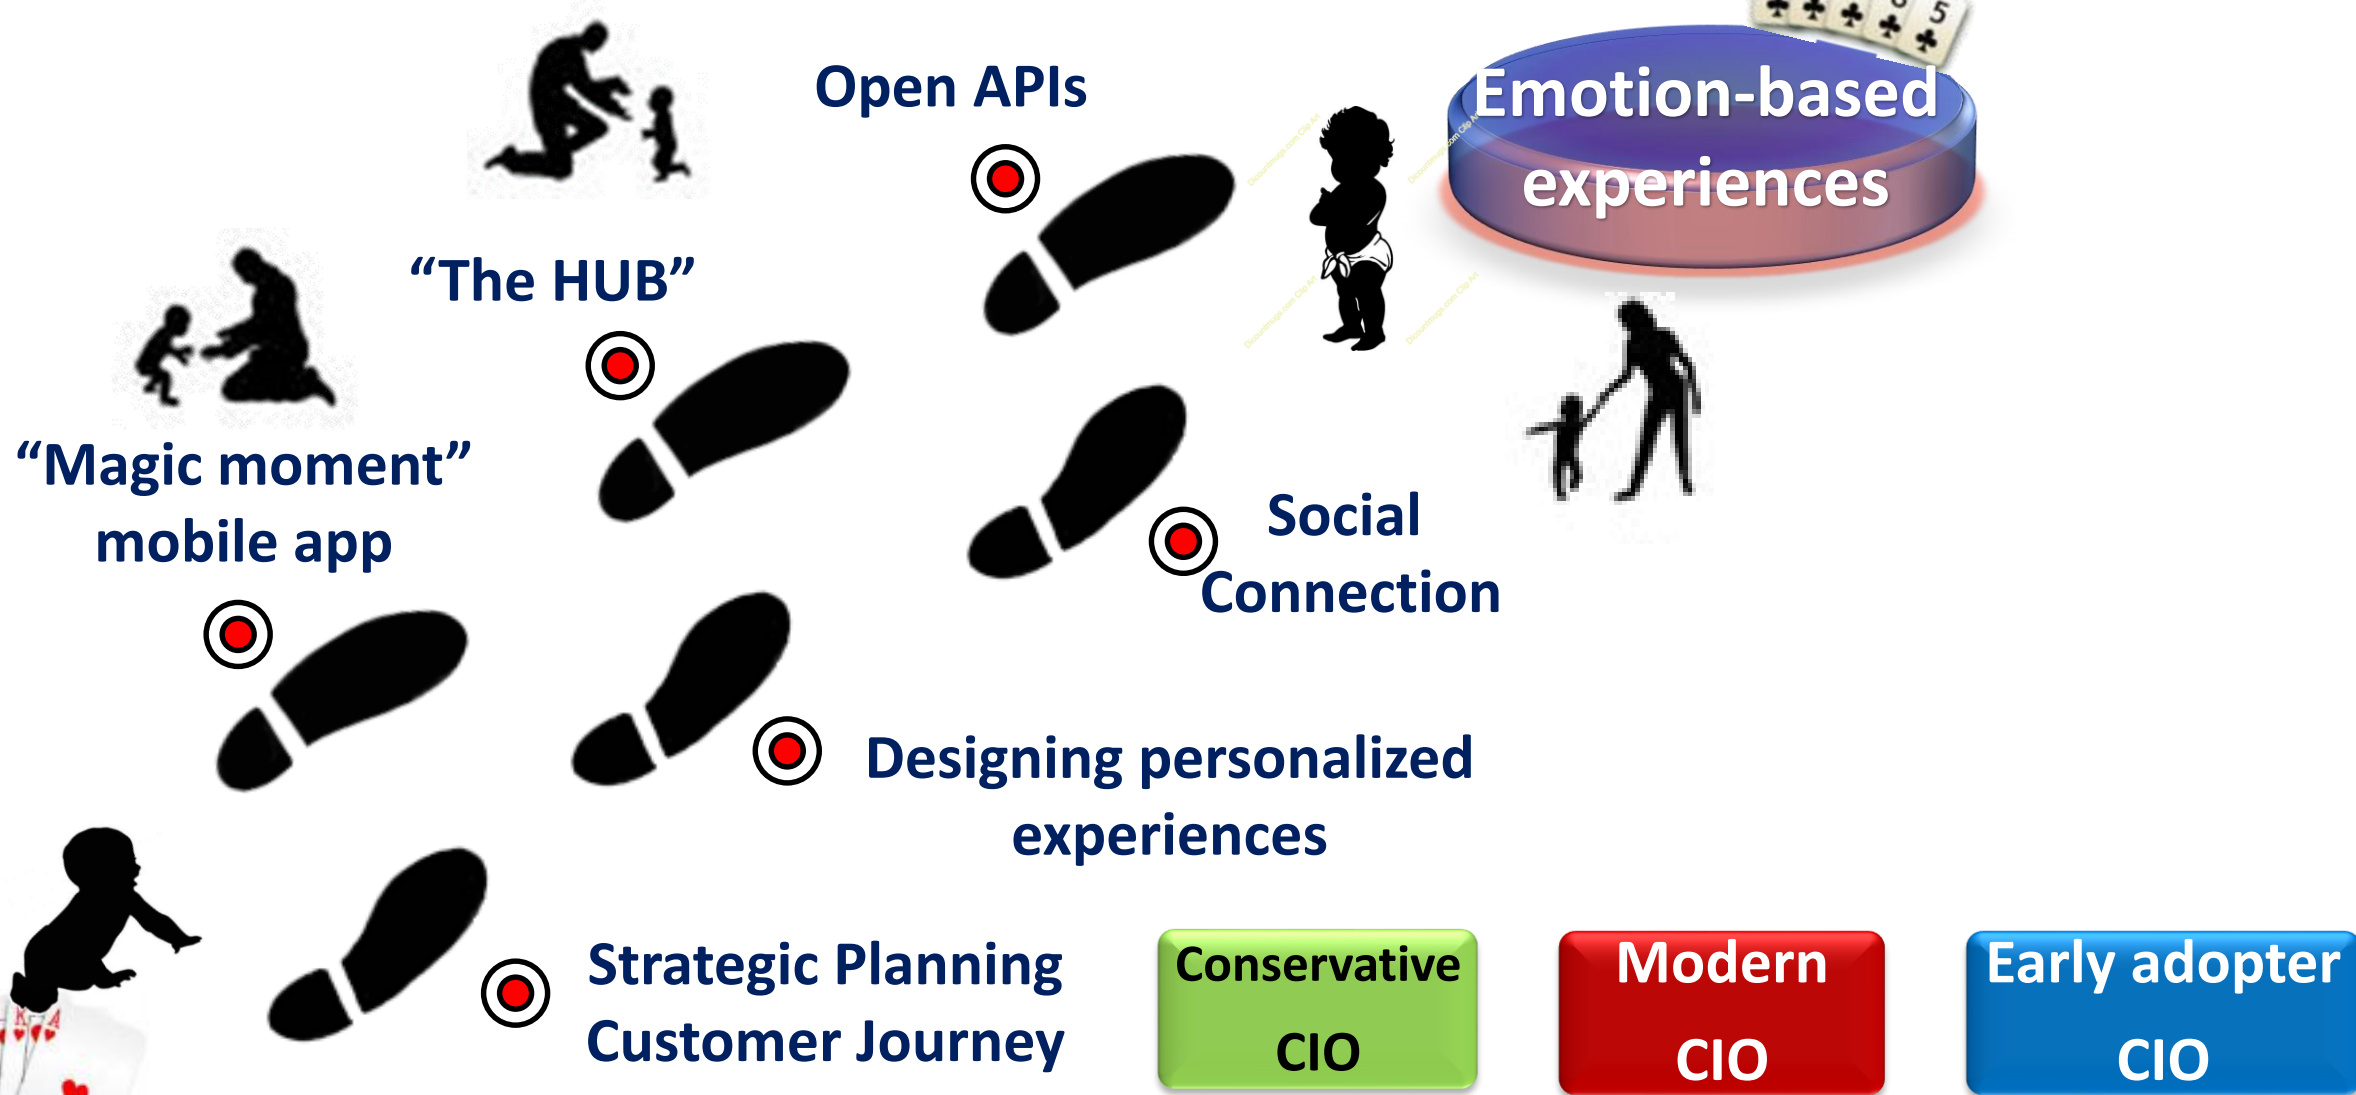 5
Open APIs
Emotion-based
experiences
“The HUB”
“Magic moment”
mobile app
Social
Connection
Designing personalized
experiences
Strategic Planning
Customer Journey
K A
Conservative
CIO
Modern
CIO
Early adopter
CIO